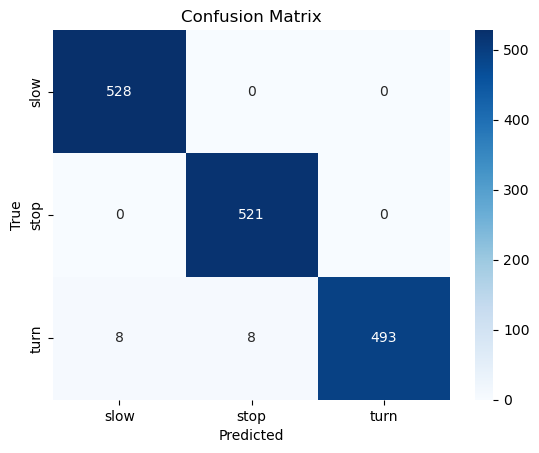 Confusion Matrix
500
slow
528
0
0
400
300
True
stop
0
521
0
200
turn
8
8
493
100
0
slow
stop
turn
Predicted